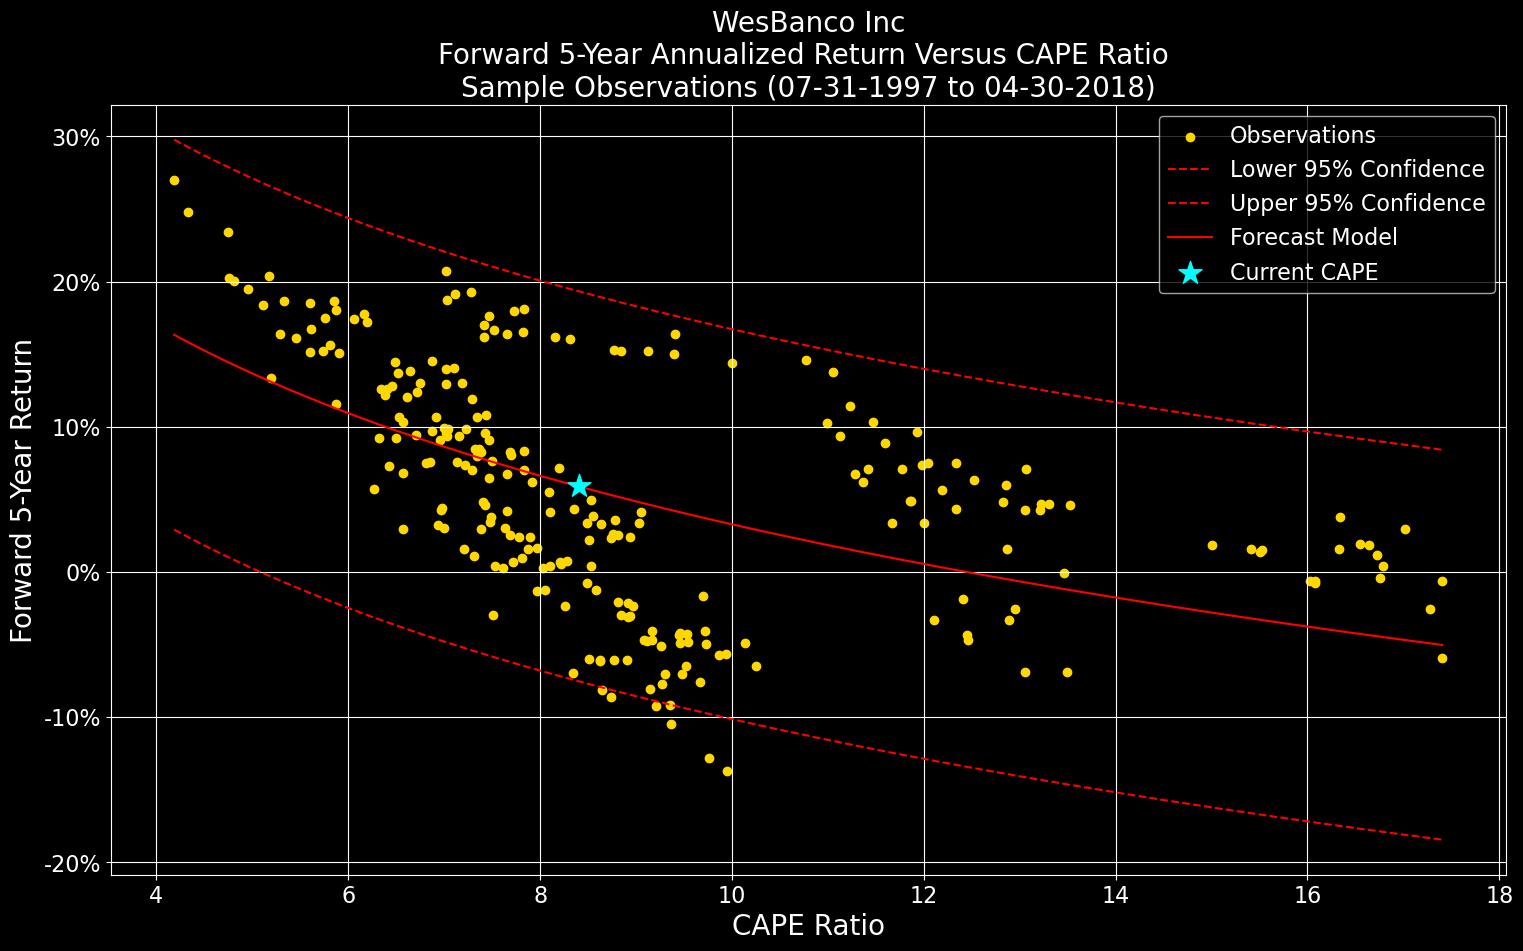 WesBanco Inc
Forward 5-Year Annualized Return Versus CAPE Ratio
Sample Observations (07-31-1997 to 04-30-2018)
Observations
Lower 95% Confidence
Upper 95% Confidence
Forecast Model
Current CAPE
Forward 5-Year Return
30%
20%
10%
0%
-10%
-20%
4 6 8 10 12 14 16 18
CAPE Ratio